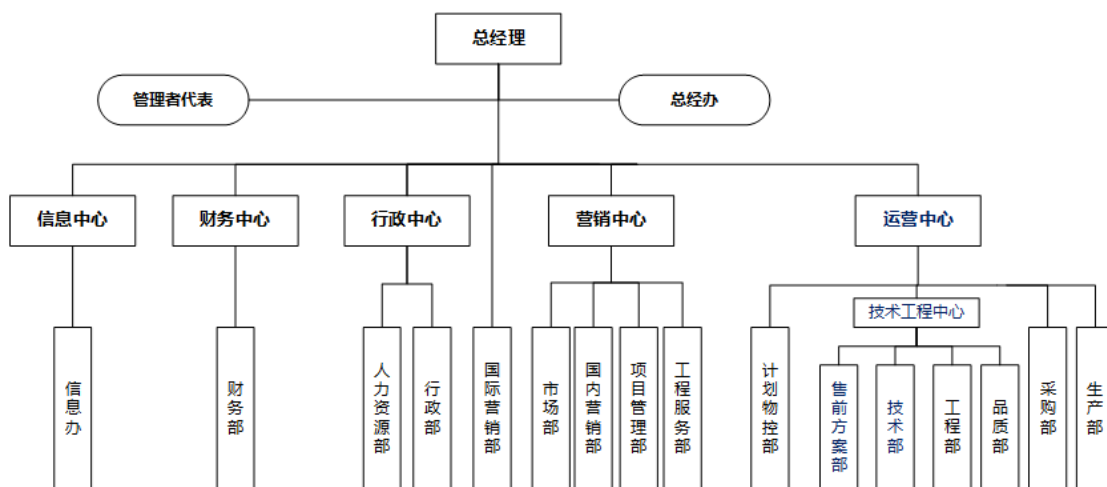 总经理
管理者代表
总经办
信息中心
财务中心
行政中心
营销中心
运营中心
技术工程中心
信息办
财务部
人力资源部
行政部
国际营销部
市场部
国内营销部
项目管理部
工程服务部
计划物控部
售前方案部
技术部
工程部
品质部
采购部
生产部